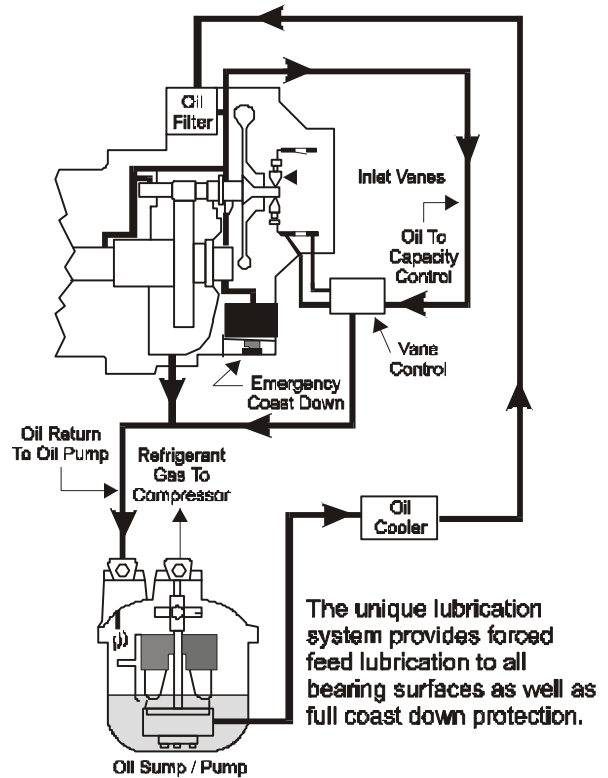 Oil
Filter
Inlet Vanes
Oil To
Capacity
Control
Vane
Control
Emergency
Coast Down
Oil Return
To Oil Pump
Refrigerant
Gas To
Compressor
Oil
Cooler
The unique lubrication
system provides forced
feed lubrication to all
bearing surfaces as well as
full coast down protection.
Oil Sump / Pump